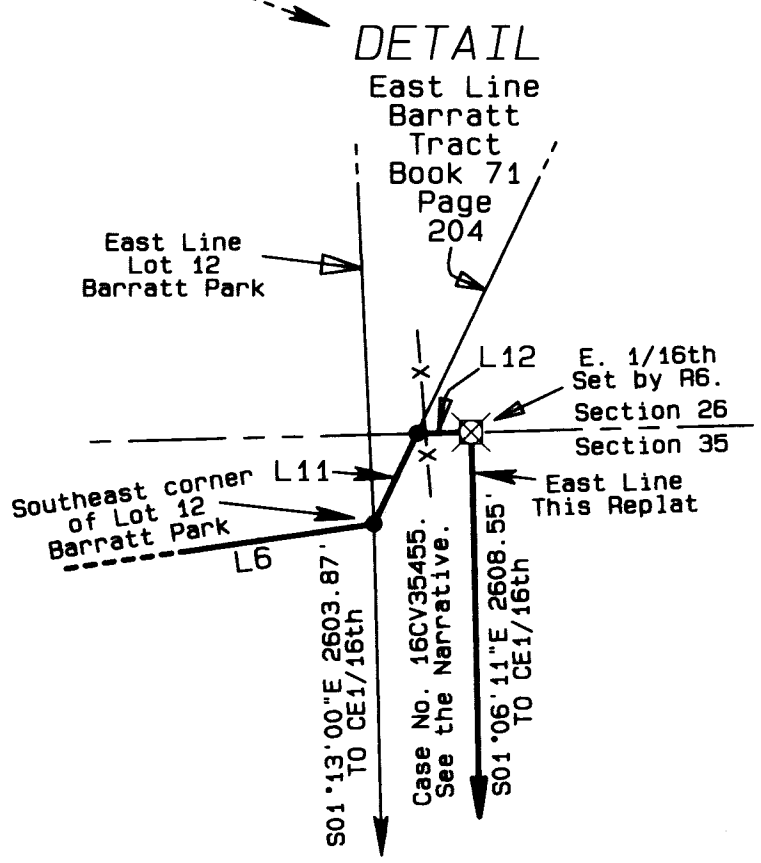 DETAIL
East Line
Barratt
Tract
Book 71
Page
204
East Line
Lot 12
Barratt Park
L12
E. 1/16th
Set by R6.
Section 26
Section 35
X
X
L11
East Line
This Replat
Southeast corner
of Lot 12
Barratt Park
L6
S01°13'00"E 2603.87'
TO CE1/16th
Case No. 16CV35455.
See the Narrative.
S01°06'11"E 2608.55'
TO CE1/16th